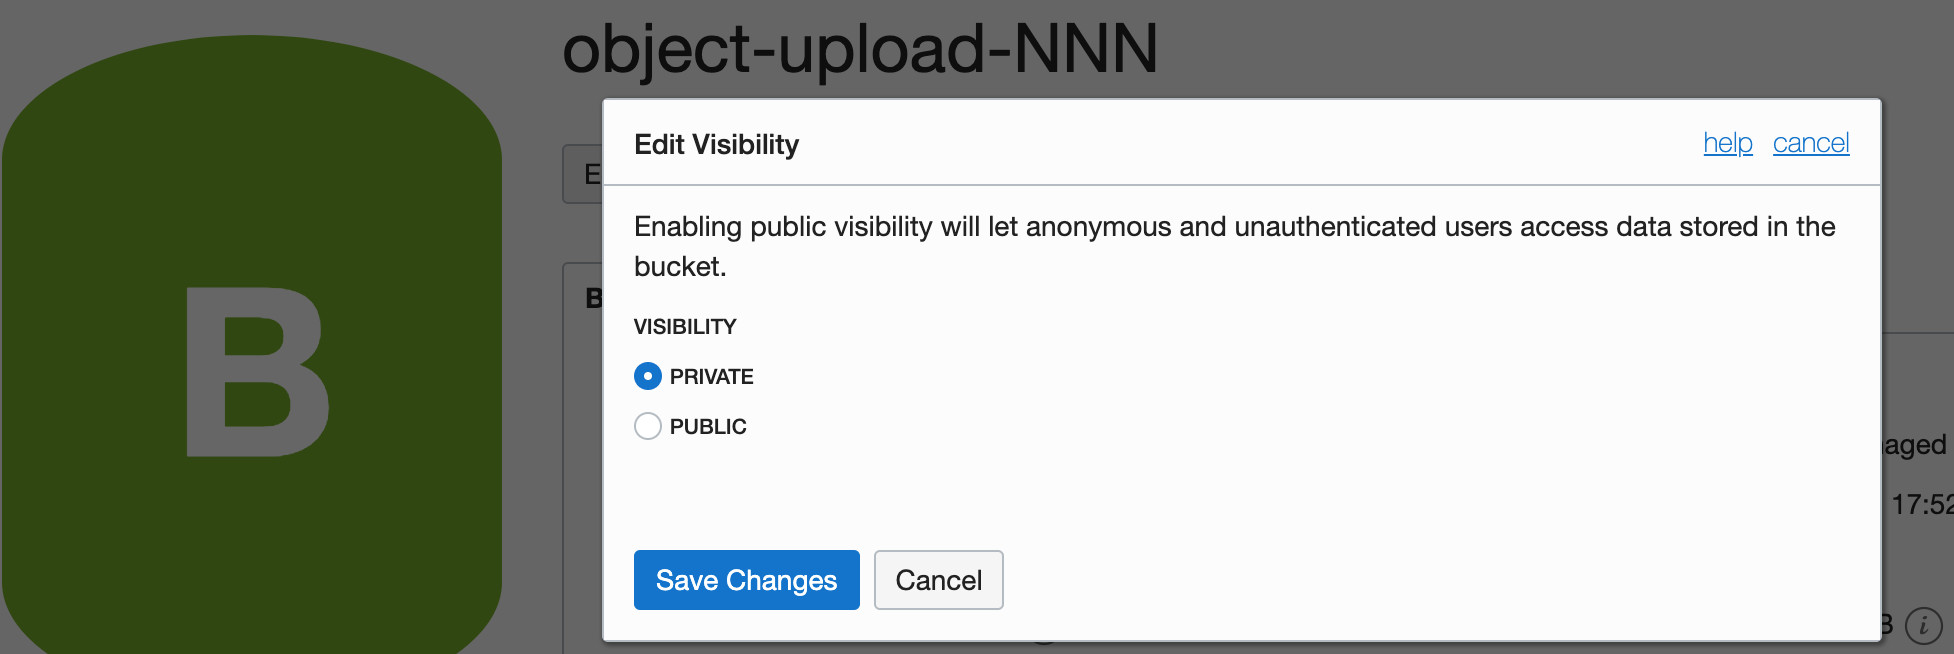 object-upload-NNN
E
Edit Visibility
help cancel
Enabling public visibility will let anonymous and unauthenticated users access data stored in the
bucket.
B
B
VISIBILITY
PRIVATE
PUBLIC
aged
17:52
Save Changes
Cancel
B i